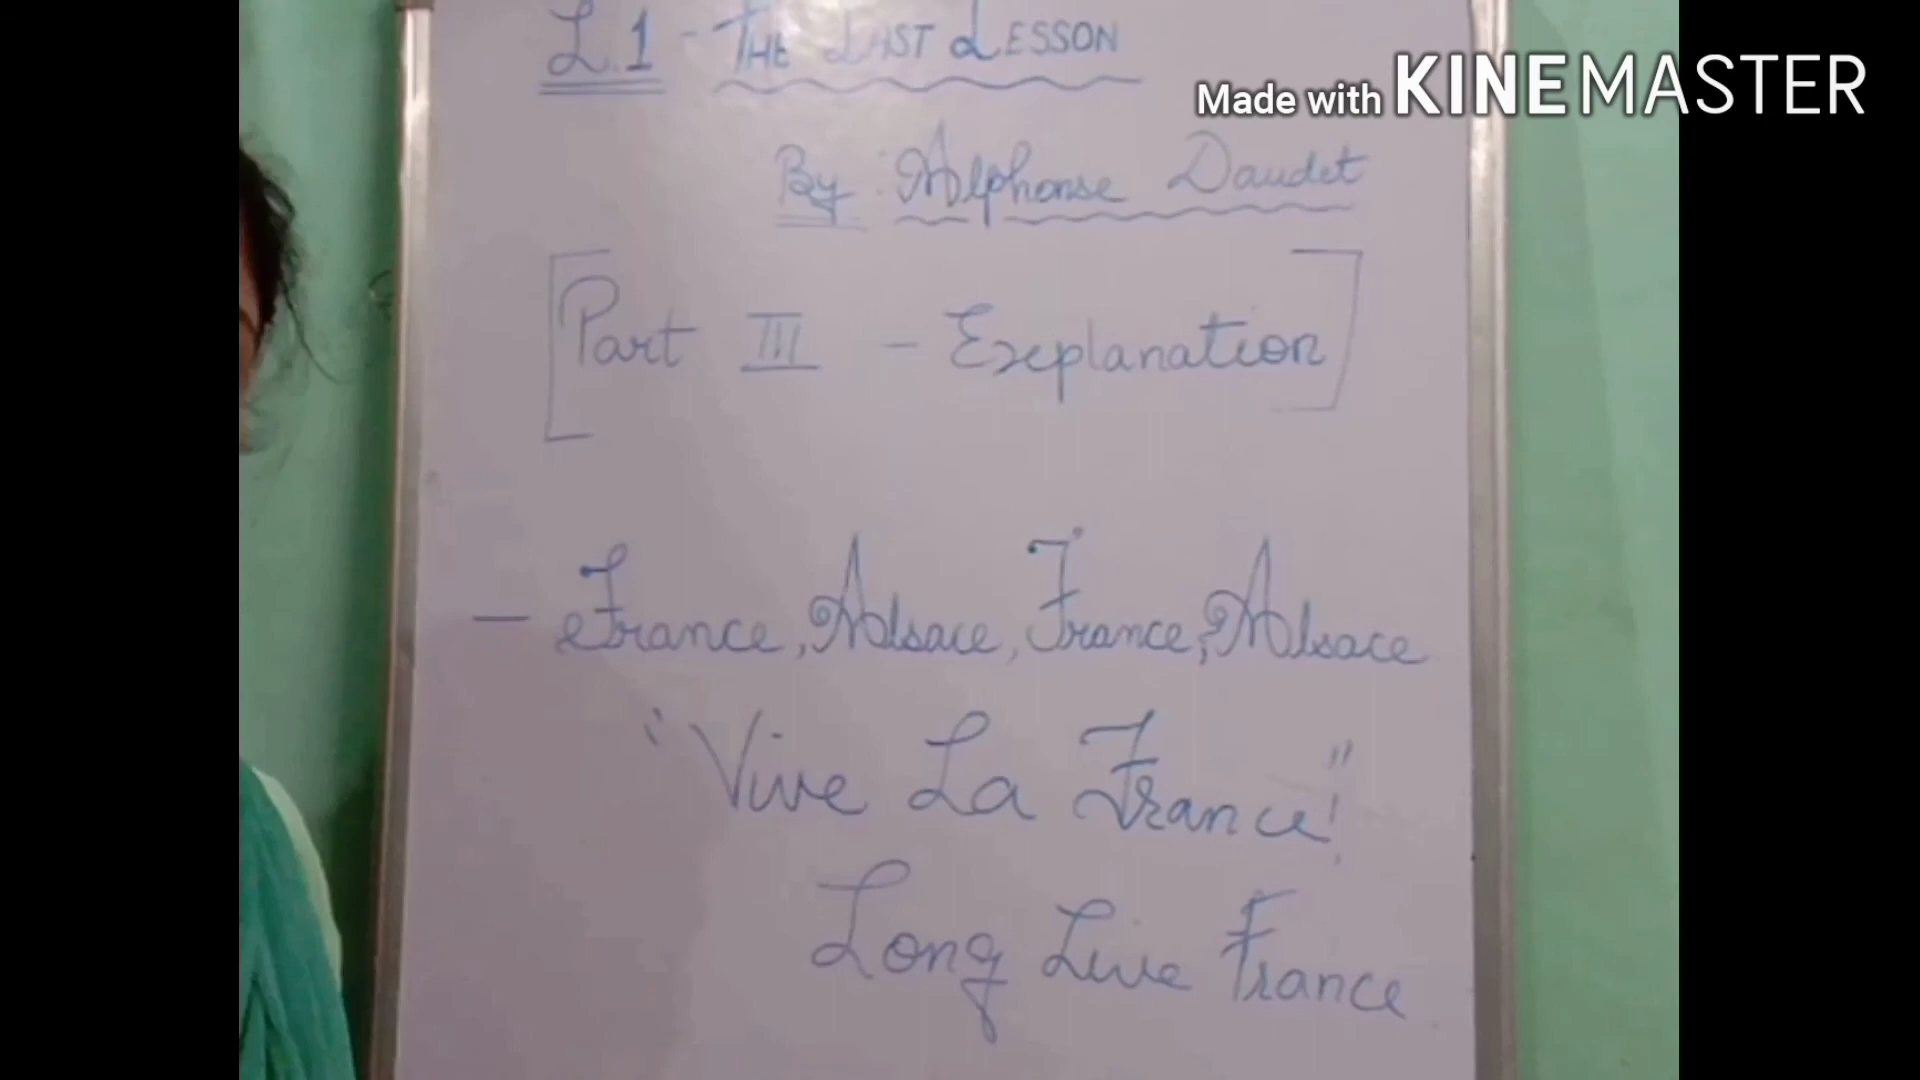 L.1 - THE LAST LESSON
Made with KINEMASTER
By : Alphonse Daudet
[Part III - Explanation]
- France, Alsace, France, Alsace
"Vive La France!"
Long Live France